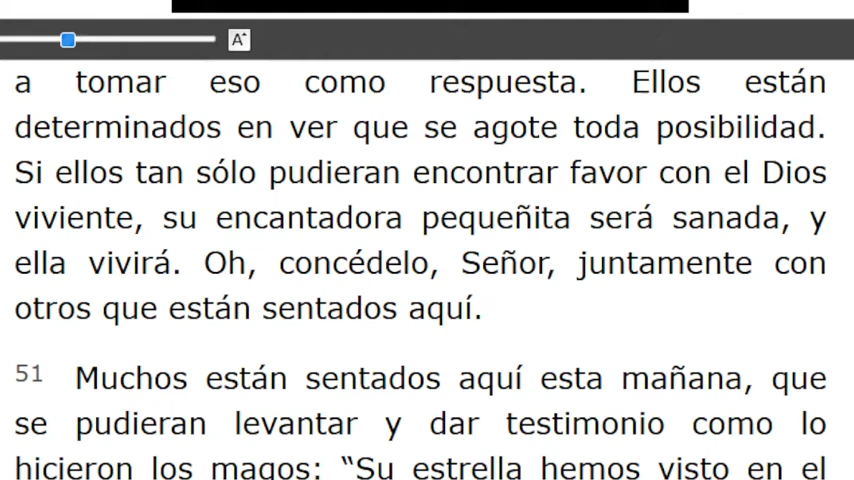 A
a tomar eso como respuesta. Ellos están
determinados en ver que se agote toda posibilidad.
Si ellos tan sólo pudieran encontrar favor con el Dios
viviente, su encantadora pequeñita será sanada, y
ella vivirá. Oh, concédelo, Señor, juntamente con
otros que están sentados aquí.
51 Muchos están sentados aquí esta mañana, que
se pudieran levantar y dar testimonio como lo
hicieron los magos: “Su estrella hemos visto en el